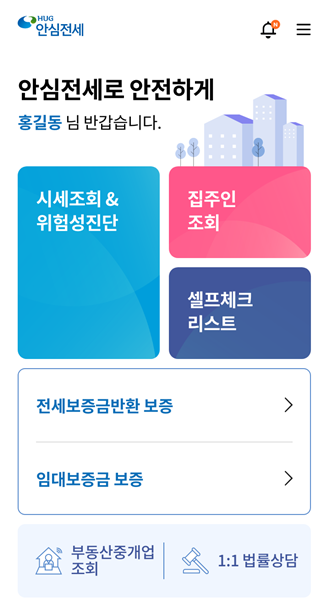 HUG
안심전세
N
안심전세로 안전하게
홍길동 님 반갑습니다.
시세조회 &
위험성진단
집주인
조회
셀프체크
리스트
전세보증금반환 보증
임대보증금 보증
부동산중개업
조회
1:1 법률상담